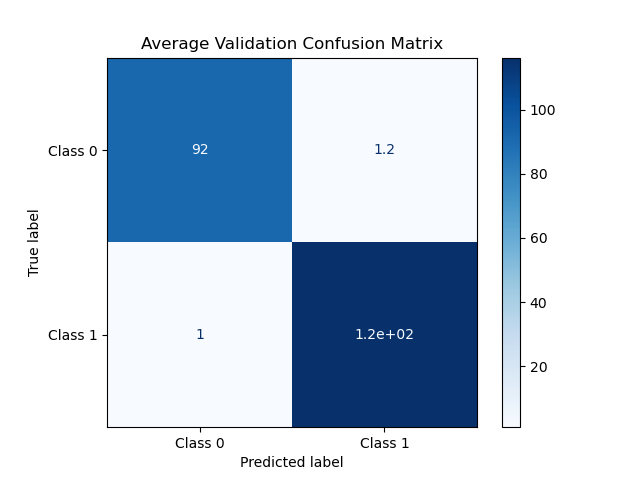 Average Validation Confusion Matrix
Class 0
92
1.2
Class 1
1
1.2e+02
Class 0
Class 1
True label
Predicted label
100
80
60
40
20